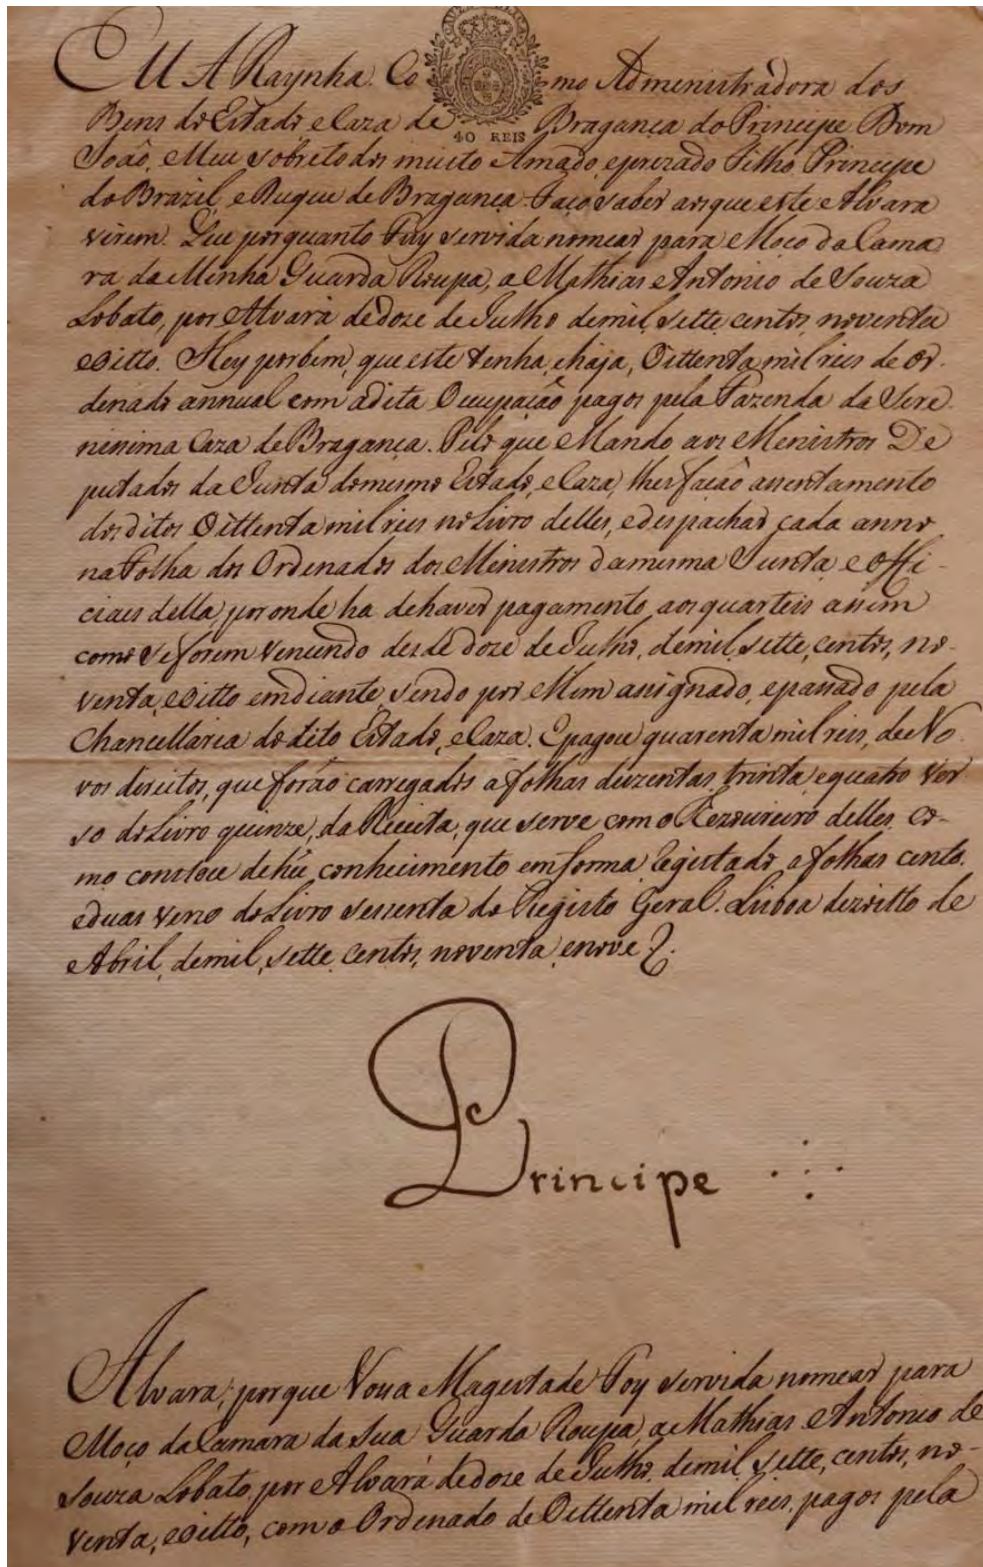 EU A Raynha. Como Administradora dos
40 REIS
Bens do Estado e Caza de Bragança do Principe Dom
João, Meu sobre todos muito Amado, e prezado Filho, Principe
do Brazil, e Duque de Bragança. Faço saber aos que este Alvara
virem. Que porquanto Fuy servida nomear para Moço da Cama
ra da Minha Guarda Roupa, a Mathias Antonio de Souza
Lobato, por Alvará de doze de Julho de mil, sette, centos, noventa
e oitto. Hey por bem, que este tenha, e haja, Oittenta mil reis de Or-
denado annual com a dita Occupação pagos pela Fazenda da Sere-
nissima Caza de Bragança. Pelo que Mando aos Menistros De
putados da Junta do mesmo Estado, e Caza, lhes fação assentamento
dos ditos Oittenta mil reis no Livro delles, e despachar cada anno
na Folha dos Ordenados dos Menistros da mesma Junta e Offi-
ciaes della, por onde ha de haver pagamento aos quarteis assim
como se forem vencendo desde doze de Julho, de mil, sette, centos, no-
venta, e oitto em diante, sendo por Mim assignado, e passado pela
Chancellaria do dito Estado, e Caza. E pagou quarenta mil reis, de No
vos direitos, que forão carregados a folhas duzentas, trinta, e quatro ver
so do Livro quinze, da Receita, que serve com o Tezoureiro delles, co-
mo constou de hũ conhecimento em forma registado a folhas cento.
e duas verso do Livro sessenta do Registo Geral. Lisboa dezoitto de
Abril, de mil, sette, centos, noventa, e nove
Principe
Alvara, porque Vossa Magestade Foy servida nomear para
Moço da Camara da Sua Guarda Roupa, a Mathias Antonio de
Souza Lobato, por Alvará de doze de Julho, de mil, sette, centos, no-
venta, e oitto, com o Ordenado de Oittenta mil reis, pagos pela